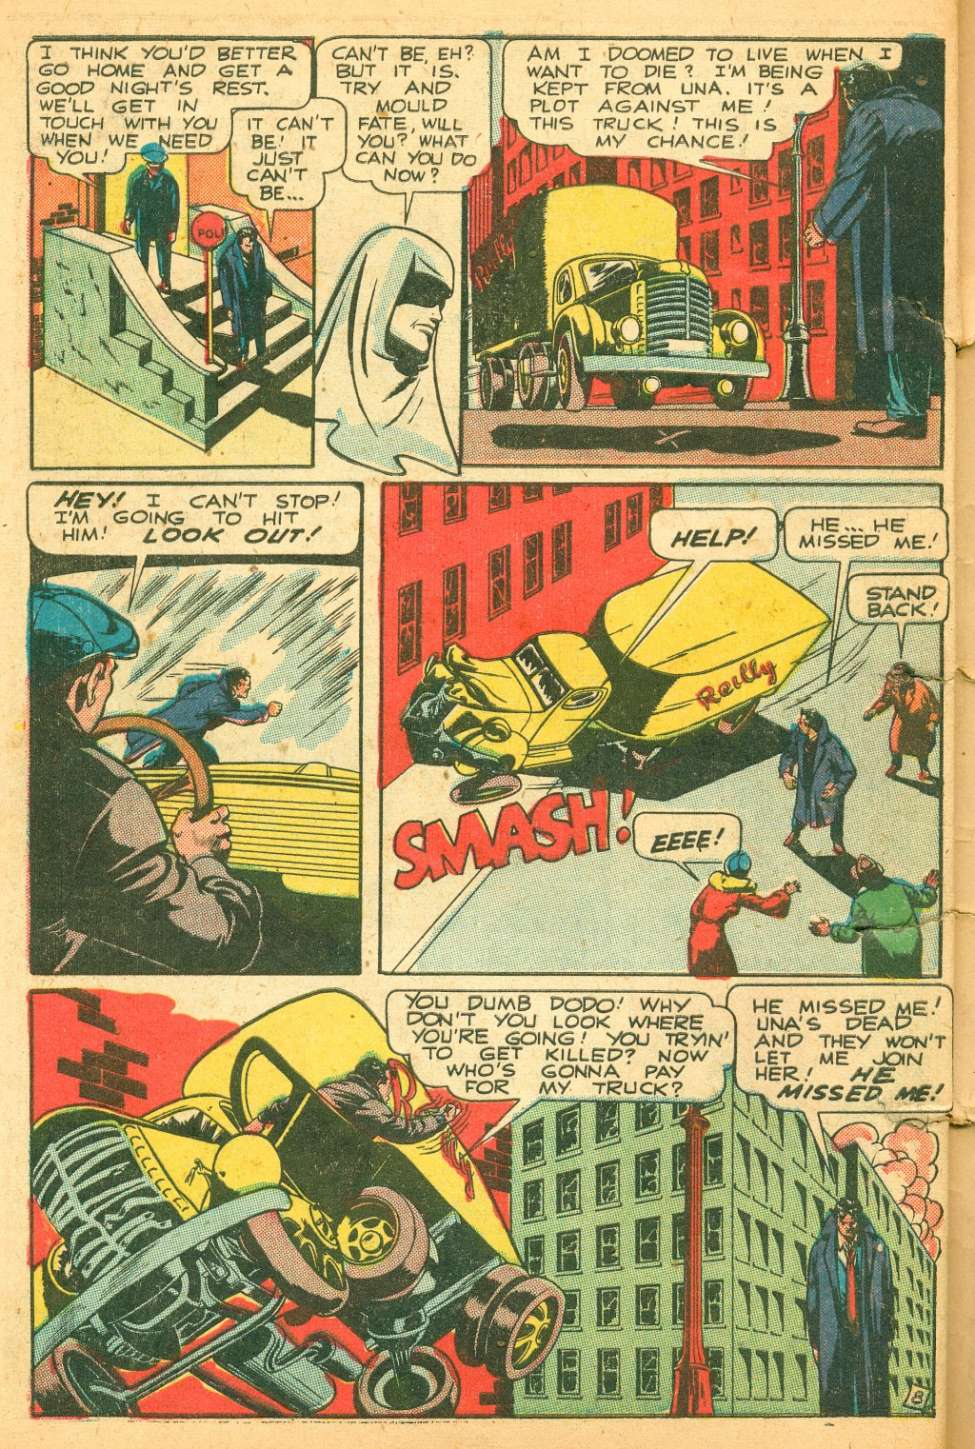 I THINK YOU'D BETTER
GO HOME AND GET A
GOOD NIGHT'S REST.
WE'LL GET IN
TOUCH WITH YOU
WHEN WE NEED
YOU!
IT CAN'T
BE! IT
JUST
CAN'T
BE...
POLI
CAN'T BE, EH?
BUT IT IS.
TRY AND
MOULD
FATE, WILL
YOU? WHAT
CAN YOU DO
NOW?
AM I DOOMED TO LIVE WHEN I
WANT TO DIE? I'M BEING
KEPT FROM UNA. IT'S A
PLOT AGAINST ME!
THIS TRUCK! THIS IS
MY CHANCE!
Reilly
HEY! I CAN'T STOP!
I'M GOING TO HIT
HIM! LOOK OUT!
HELP!
HE... HE
MISSED ME!
STAND
BACK!
Reilly
SMASH!
EEEE!
YOU DUMB DODO! WHY
DON'T YOU LOOK WHERE
YOU'RE GOING! YOU TRYIN'
TO GET KILLED? NOW
WHO'S GONNA PAY
FOR MY TRUCK?
R
HE MISSED ME!
UNA'S DEAD
AND THEY WON'T
LET ME JOIN
HER! HE
MISSED ME!
8